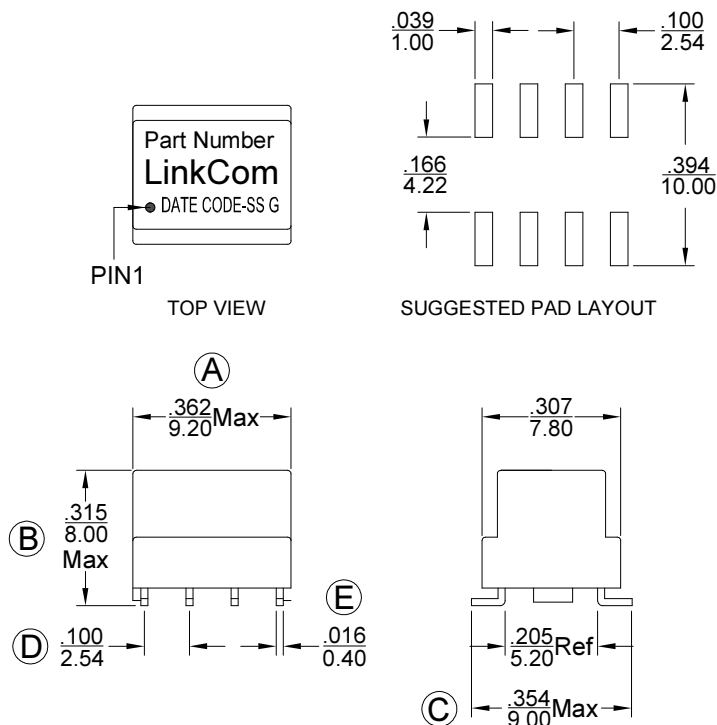 .039
1.00
.100
2.54
Part Number
LinkCom
DATE CODE-SS G
.166
4.22
.394
10.00
PIN1
TOP VIEW
SUGGESTED PAD LAYOUT
A
.362
9.20 Max
.307
7.80
B
.315
8.00
Max
E
D
.100
2.54
.016
0.40
.205
5.20 Ref
C
.354
9.00 Max